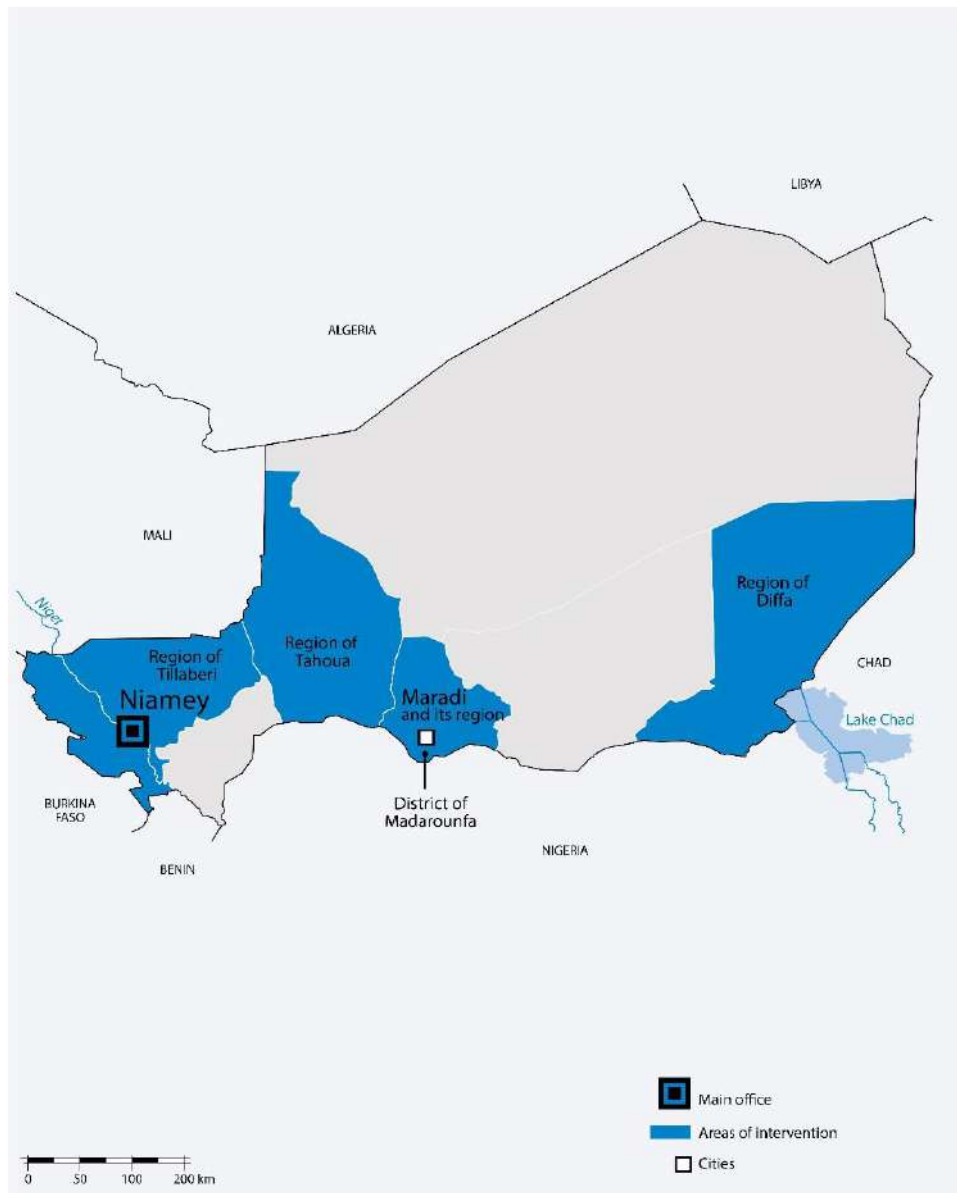 LIBYA
ALGERIA
MALI
Niger
Region of
Tillaberi
Niamey
Region of
Tahoua
Maradi
and its region
Region of
Diffa
CHAD
Lake Chad
District of
Madarounfa
BURKINA
FASO
BENIN
NIGERIA
Main office
Areas of intervention
Cities
0 50 100 200 km